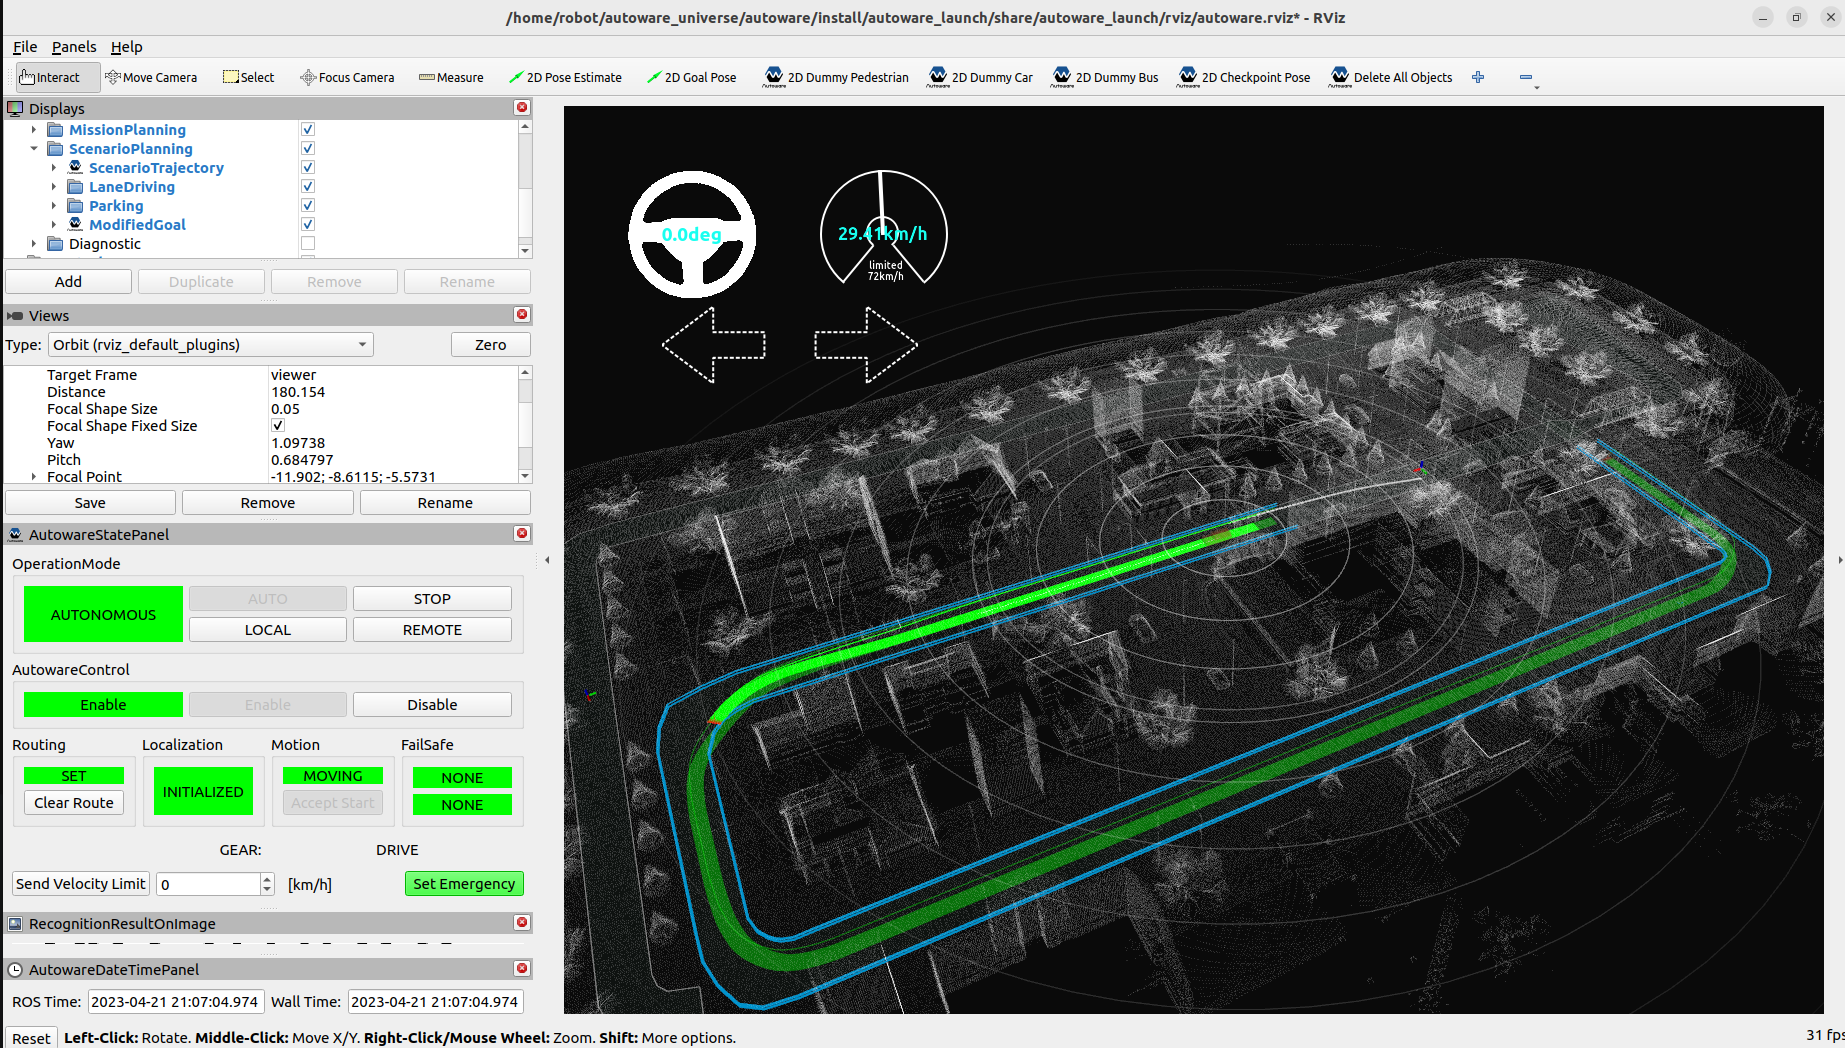 /home/robot/autoware_universe/autoware/install/autoware_launch/share/autoware_launch/rviz/autoware.rviz* - RViz
File Panels Help
Interact Move Camera Select Focus Camera Measure 2D Pose Estimate 2D Goal Pose 2D Dummy Pedestrian 2D Dummy Car 2D Dummy Bus 2D Checkpoint Pose Delete All Objects
Displays
MissionPlanning
ScenarioPlanning
ScenarioTrajectory
LaneDriving
Parking
ModifiedGoal
Diagnostic
Add Duplicate Remove Rename
Views
Type: Orbit (rviz_default_plugins) Zero
Target Frame viewer
Distance 180.154
Focal Shape Size 0.05
Focal Shape Fixed Size
Yaw 1.09738
Pitch 0.684797
Focal Point -11.902; -8.6115; -5.5731
Save Remove Rename
AutowareStatePanel
OperationMode
AUTONOMOUS AUTO STOP
LOCAL REMOTE
AutowareControl
Enable Enable Disable
Routing Localization Motion FailSafe
SET INITIALIZED MOVING NONE
Clear Route Accept Start NONE
GEAR: DRIVE
Send Velocity Limit 0 [km/h] Set Emergency
RecognitionResultOnImage
AutowareDateTimePanel
ROS Time: 2023-04-21 21:07:04.974 Wall Time: 2023-04-21 21:07:04.974
Reset Left-Click: Rotate. Middle-Click: Move X/Y. Right-Click/Mouse Wheel: Zoom. Shift: More options. 31 fps
0.0deg
29.41km/h
limited
72km/h